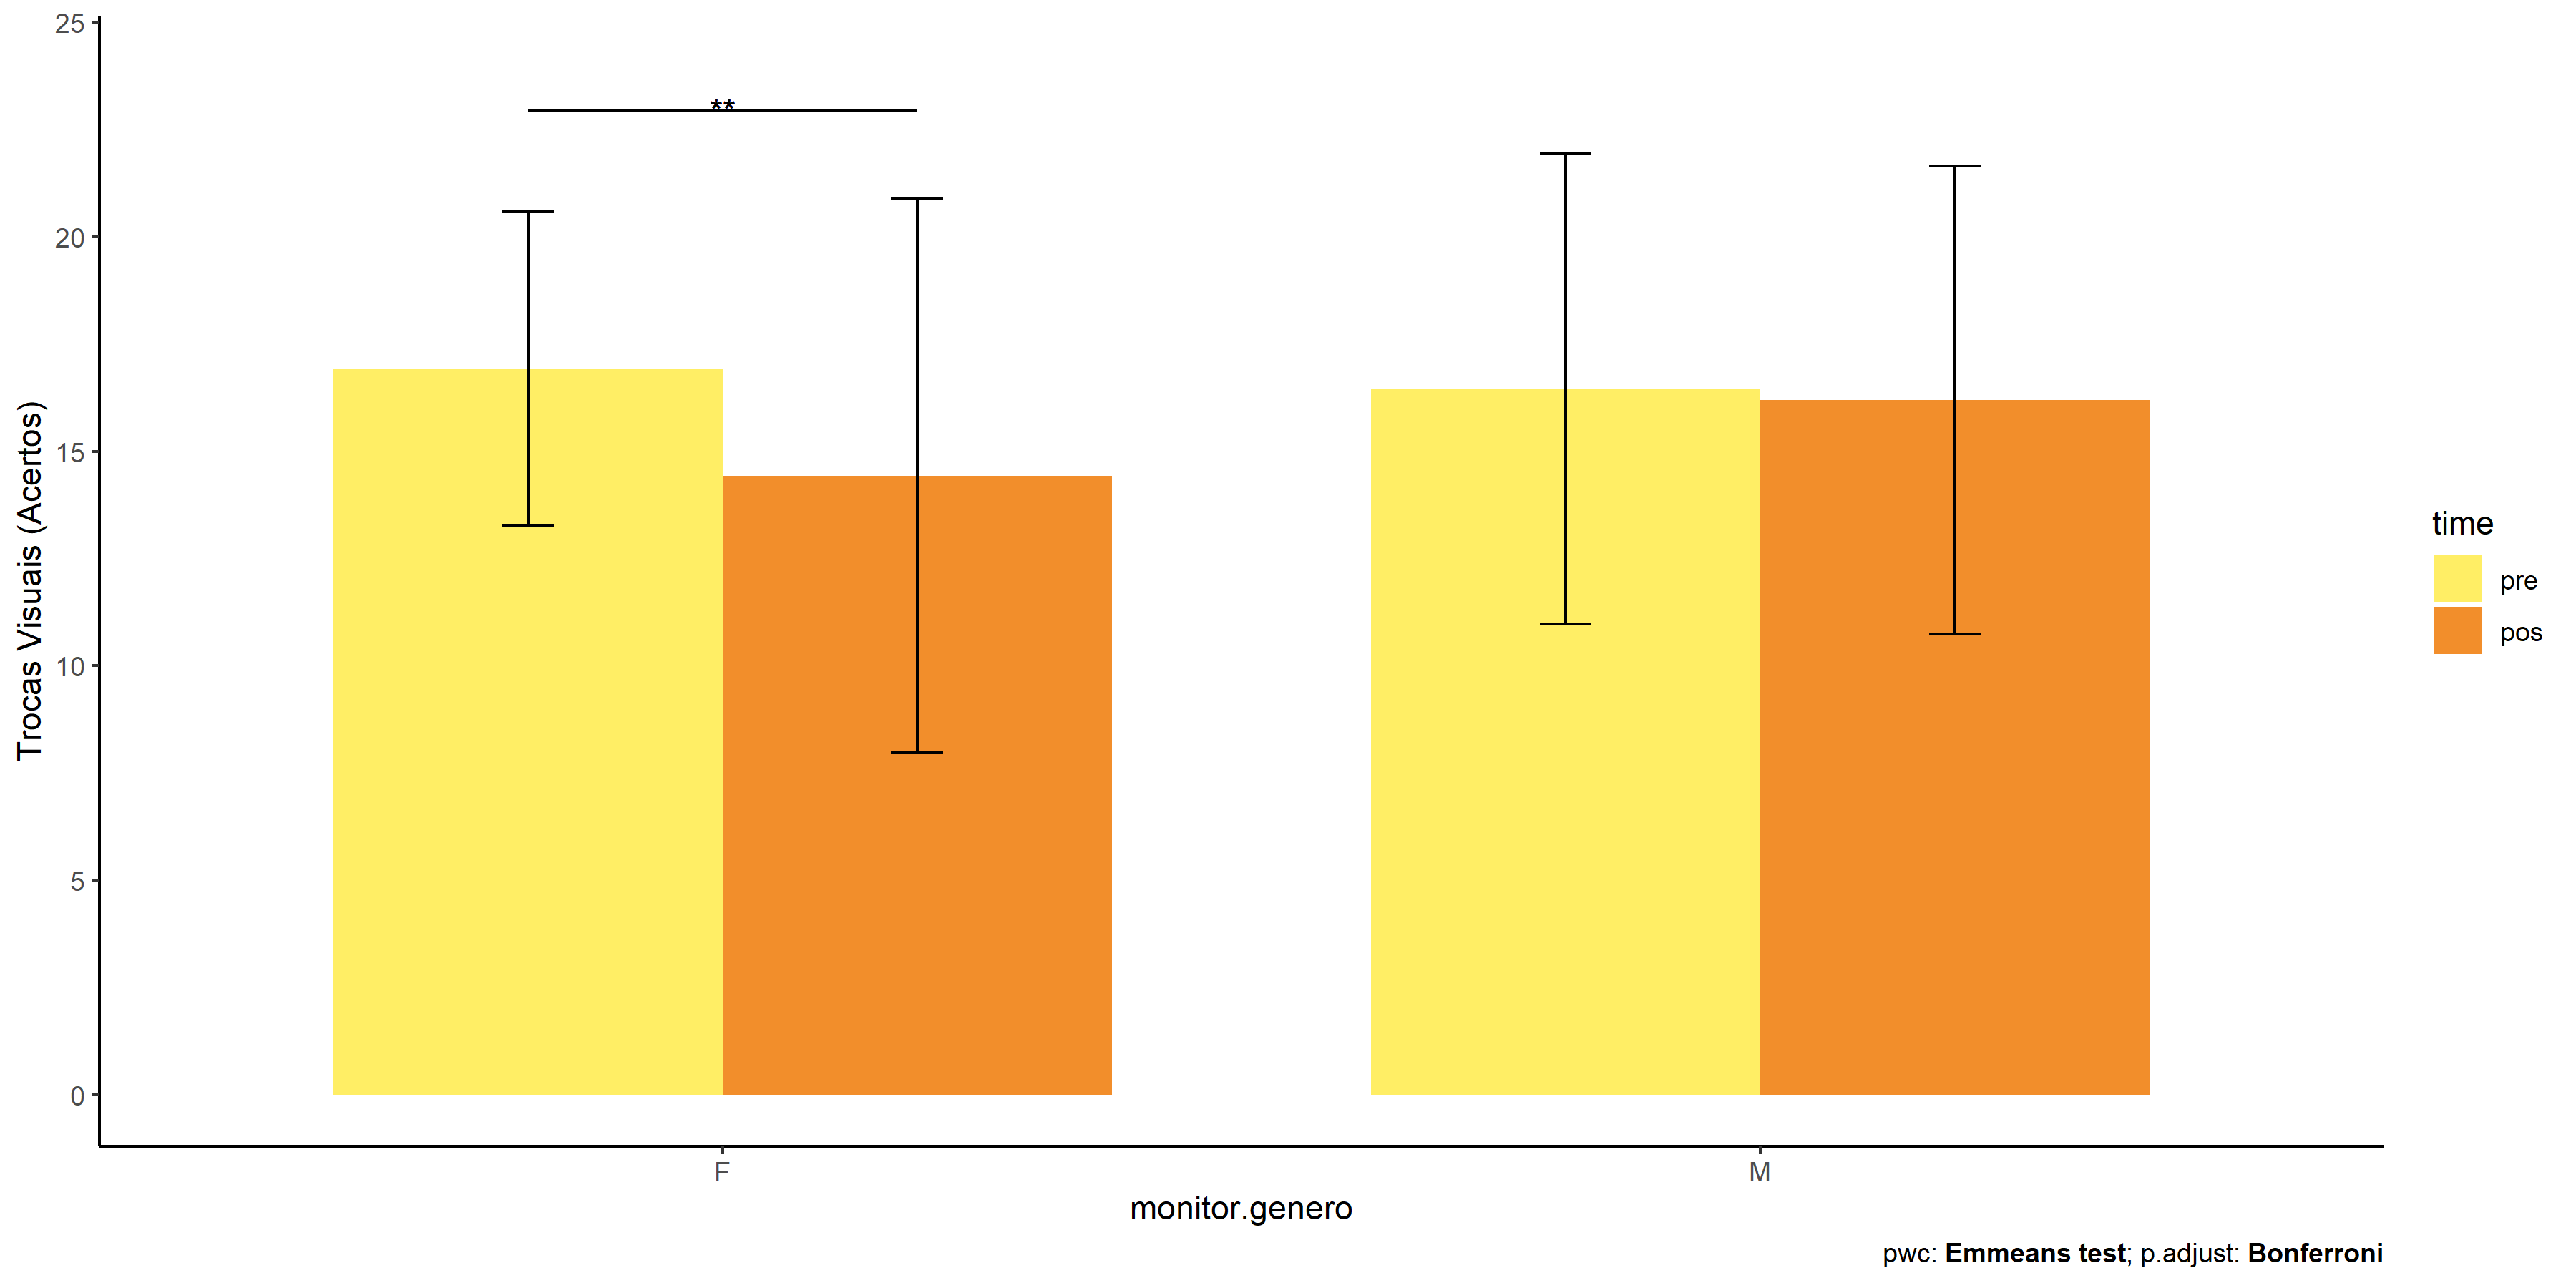 25
20
15
10
5
0
Trocas Visuais (Acertos)
**
F
M
monitor.genero
time
pre
pos
pwc: Emmeans test; p.adjust: Bonferroni